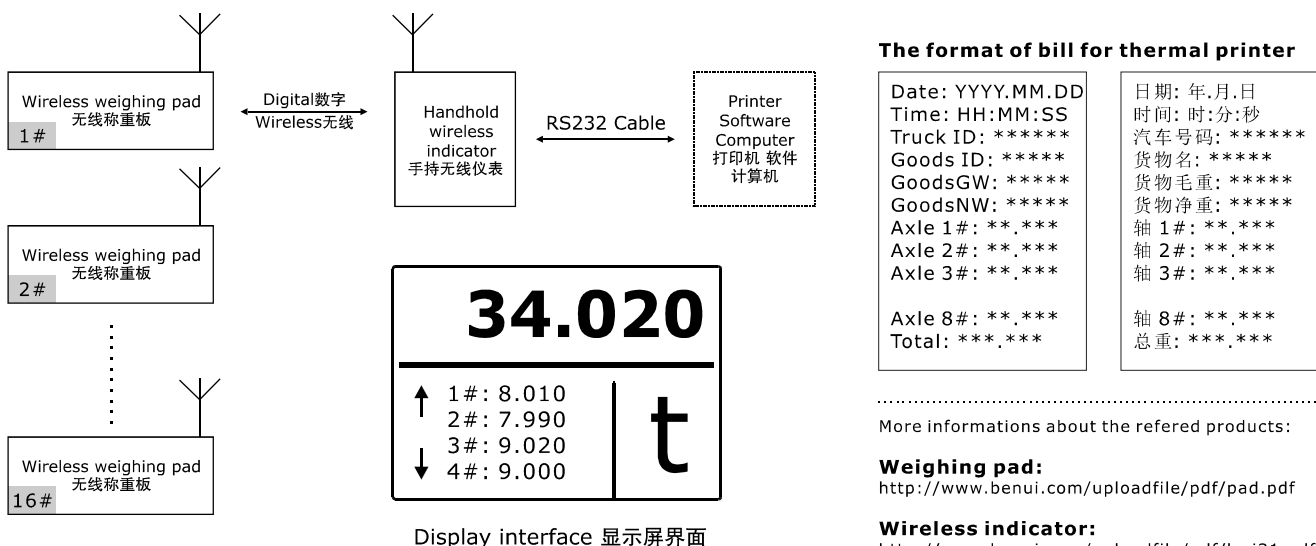 Wireless weighing pad
无线称重板
1#
Digital数字
Wireless无线
Handhold
wireless
indicator
手持无线仪表
RS232 Cable
Printer
Software
Computer
打印机 软件
计算机
Wireless weighing pad
无线称重板
2#
Wireless weighing pad
无线称重板
16#
34.020
1#: 8.010
2#: 7.990
3#: 9.020
4#: 9.000
t
Display interface 显示屏界面
The format of bill for thermal printer
Date: YYYY.MM.DD
Time: HH:MM:SS
Truck ID: ******
Goods ID: *****
GoodsGW: *****
GoodsNW: *****
Axle 1#: **.***
Axle 2#: **.***
Axle 3#: **.***
Axle 8#: **.***
Total: ***.***
日期: 年.月.日
时间: 时:分:秒
汽车号码: ******
货物名: *****
货物毛重: *****
货物净重: *****
轴 1#: **.***
轴 2#: **.***
轴 3#: **.***
轴 8#: **.***
总重: ***.***
More informations about the refered products:
Weighing pad:
http://www.benui.com/uploadfile/pdf/pad.pdf
Wireless indicator: